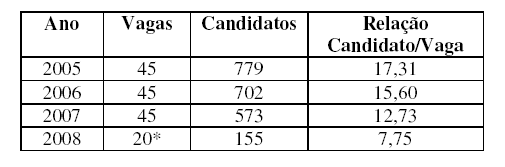 Ano Vagas Candidatos Relação Candidato/Vaga
2005 45 779 17,31
2006 45 702 15,60
2007 45 573 12,73
2008 20* 155 7,75